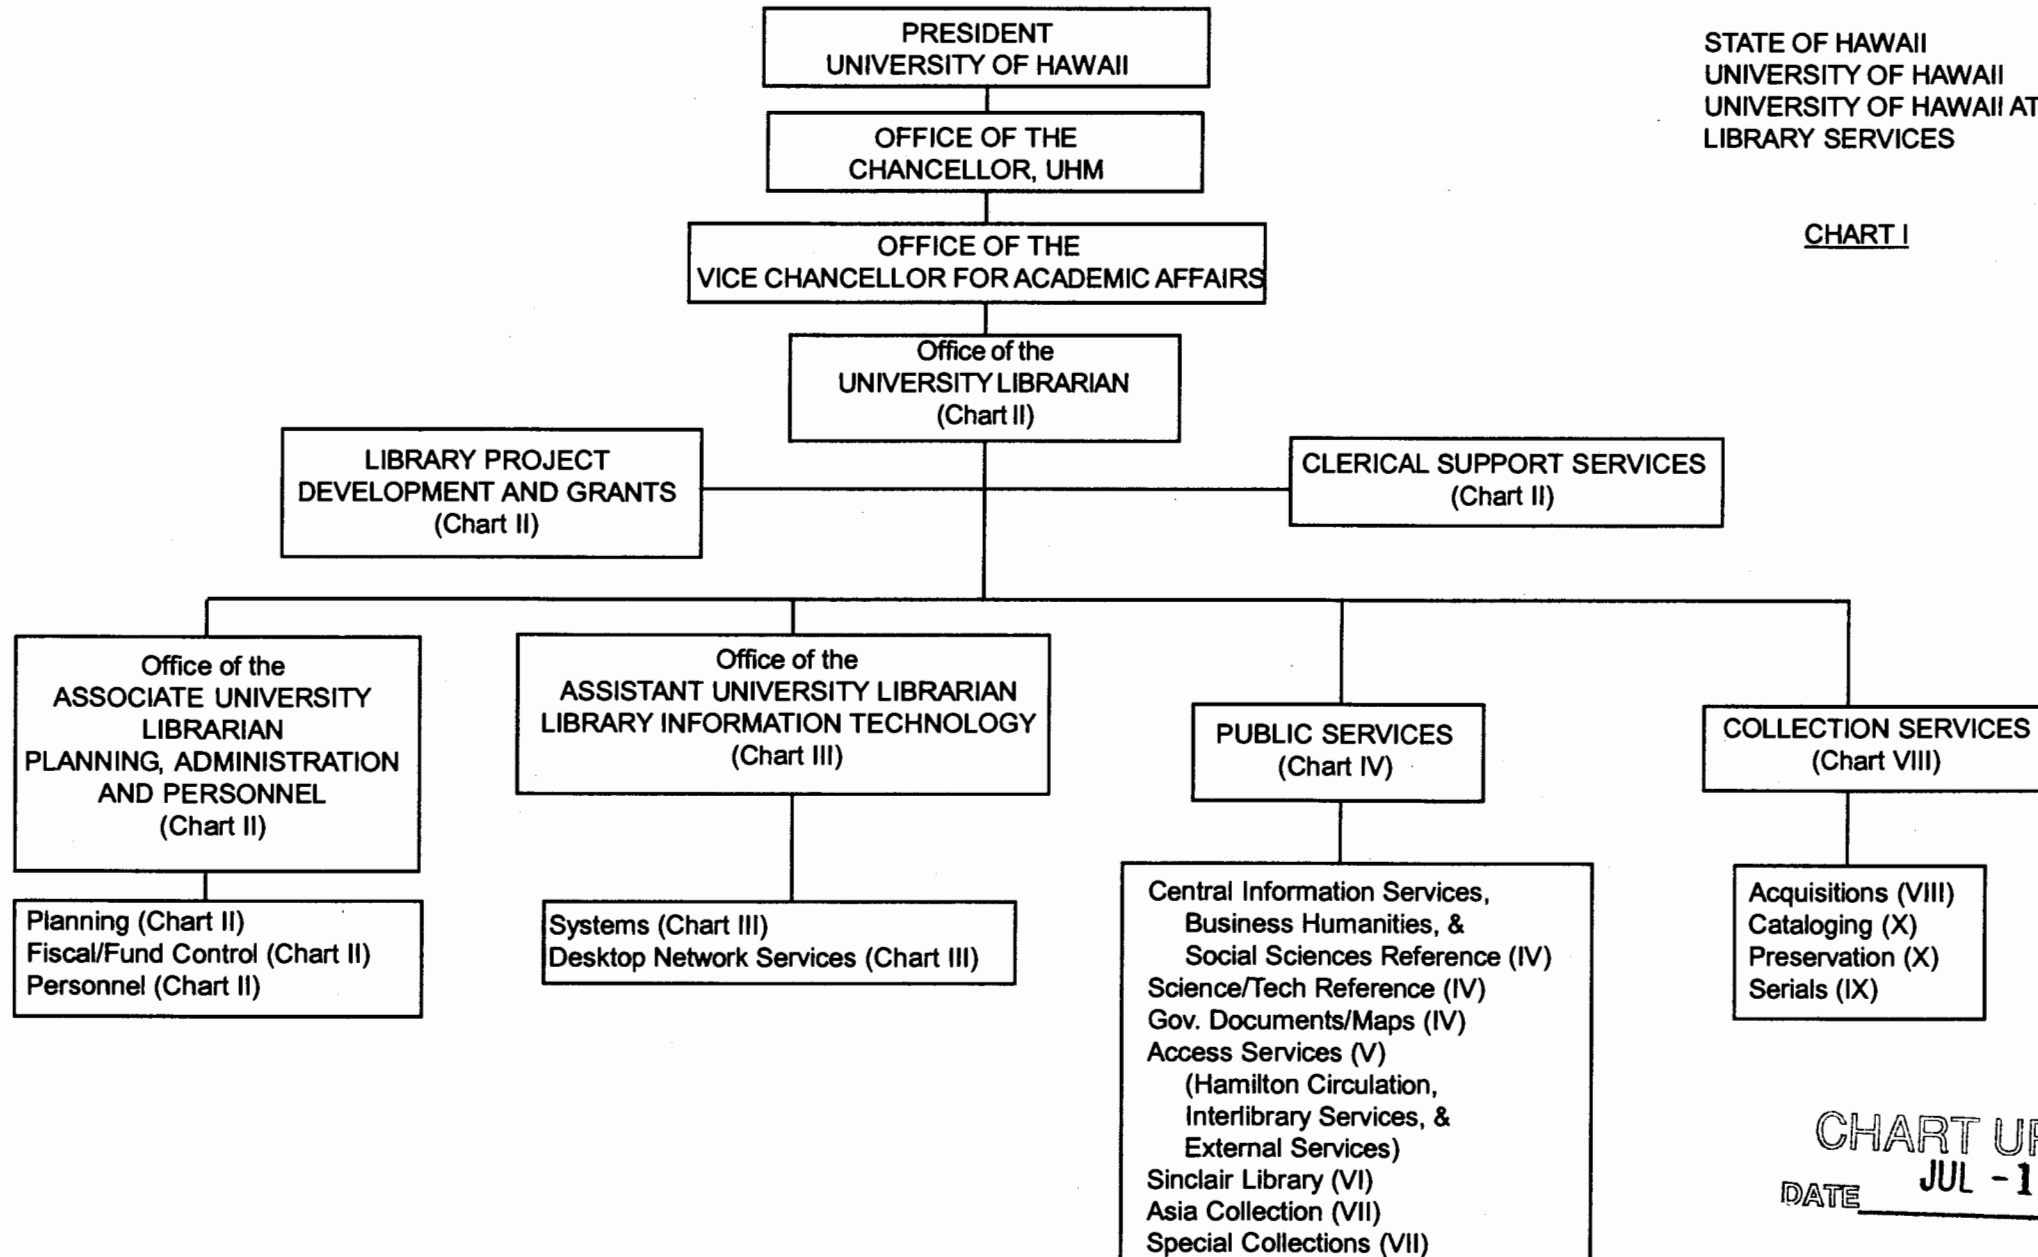 PRESIDENT
UNIVERSITY OF HAWAII
STATE OF HAWAII
UNIVERSITY OF HAWAII
UNIVERSITY OF HAWAII AT
LIBRARY SERVICES
CHART I
OFFICE OF THE
CHANCELLOR, UHM
OFFICE OF THE
VICE CHANCELLOR FOR ACADEMIC AFFAIRS
Office of the
UNIVERSITY LIBRARIAN
(Chart II)
LIBRARY PROJECT
DEVELOPMENT AND GRANTS
(Chart II)
CLERICAL SUPPORT SERVICES
(Chart II)
Office of the
ASSOCIATE UNIVERSITY
LIBRARIAN
PLANNING, ADMINISTRATION
AND PERSONNEL
(Chart II)
Planning (Chart II)
Fiscal/Fund Control (Chart II)
Personnel (Chart II)
Office of the
ASSISTANT UNIVERSITY LIBRARIAN
LIBRARY INFORMATION TECHNOLOGY
(Chart III)
Systems (Chart III)
Desktop Network Services (Chart III)
PUBLIC SERVICES
(Chart IV)
Central Information Services,
Business Humanities, &
Social Sciences Reference (IV)
Science/Tech Reference (IV)
Gov. Documents/Maps (IV)
Access Services (V)
(Hamilton Circulation,
Interlibrary Services, &
External Services)
Sinclair Library (VI)
Asia Collection (VII)
Special Collections (VII)
COLLECTION SERVICES
(Chart VIII)
Acquisitions (VIII)
Cataloging (X)
Preservation (X)
Serials (IX)
CHART
DATE JUL - 1